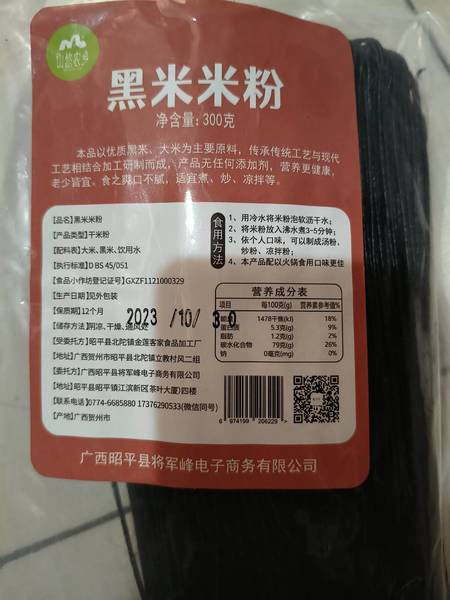 山悠农乡
黑米米粉
净含量:300克
本品以优质黑米、大米为主要原料,传承传统工艺与现代
工艺相结合加工研制而成,产品无任何添加剂,营养更健康,
老少皆宜、食之爽口不腻,适宜煮、炒、凉拌等。
【品名】黑米米粉
【产品类型】干米粉
【配料表】大米、黑米、饮用水
【执行标准】DBS 45/051
【食品小作坊登记证号】GXZF1121000329
【生产日期】见外包装
【保质期】12个月
2023 /10/ 30
【储存方法】阴凉、干燥、通风处
【受委托方】昭平县北陀镇金莲客家食品加工厂
【地址】广西贺州市昭平县北陀镇立教村风二组
【委托方】广西昭平县将军峰电子商务有限公司
【地址】昭平县昭平镇江滨新区茶叶大厦)四楼
【联系电话】0774-6685880 17376290533(微信同号)
【产地】广西贺州市
食用方法
1、用冷水将米粉泡软沥干水;
2、将米粉放入沸水煮3-5分钟;
3、依个人口味,可以制成汤粉、
炒粉、凉拌粉;
4、本产品配以火锅食用口味更佳
营养成分表
项目 每100克(g) 营养素参考值%
能量 1478千焦(kJ) 18%
蛋白质 5.3克(g) 9%
脂肪 1.2克(g) 2%
碳水化合物 79克(g) 26%
钠 0毫克(mg) 0%
6 974199 206229 >
广西昭平县将军峰电子商务有限公司